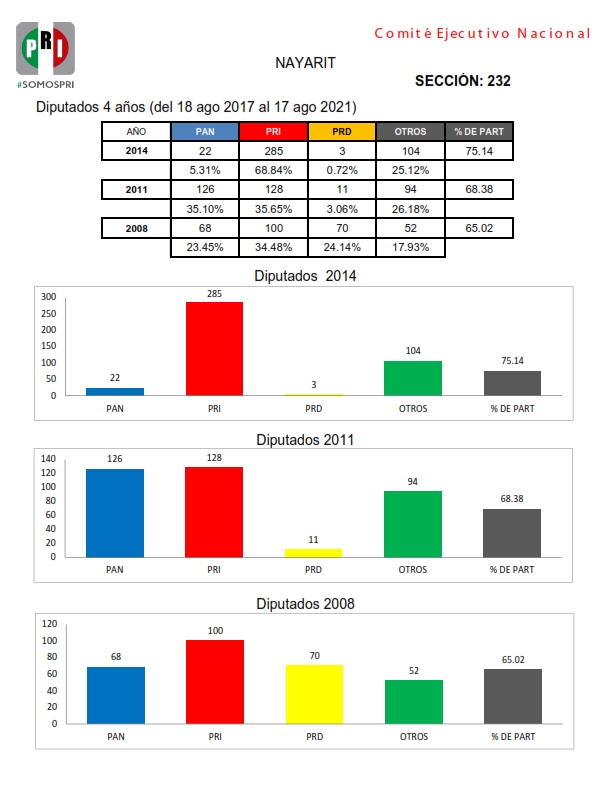 Comité Ejecutivo Nacional
PRI
#SOMOSPRI
NAYARIT
SECCIÓN: 232
Diputados 4 años (del 18 ago 2017 al 17 ago 2021)
AÑO PAN PRI PRD OTROS % DE PART
2014 22 285 3 104 75.14
5.31% 68.84% 0.72% 25.12%
2011 126 128 11 94 68.38
35.10% 35.65% 3.06% 26.18%
2008 68 100 70 52 65.02
23.45% 34.48% 24.14% 17.93%
Diputados 2014
300
250
200
150
100
50
0
22 285 3 104 75.14
PAN PRI PRD OTROS % DE PART
Diputados 2011
140
120
100
80
60
40
20
0
126 128 11 94 68.38
PAN PRI PRD OTROS % DE PART
Diputados 2008
120
100
80
60
40
20
0
68 100 70 52 65.02
PAN PRI PRD OTROS % DE PART